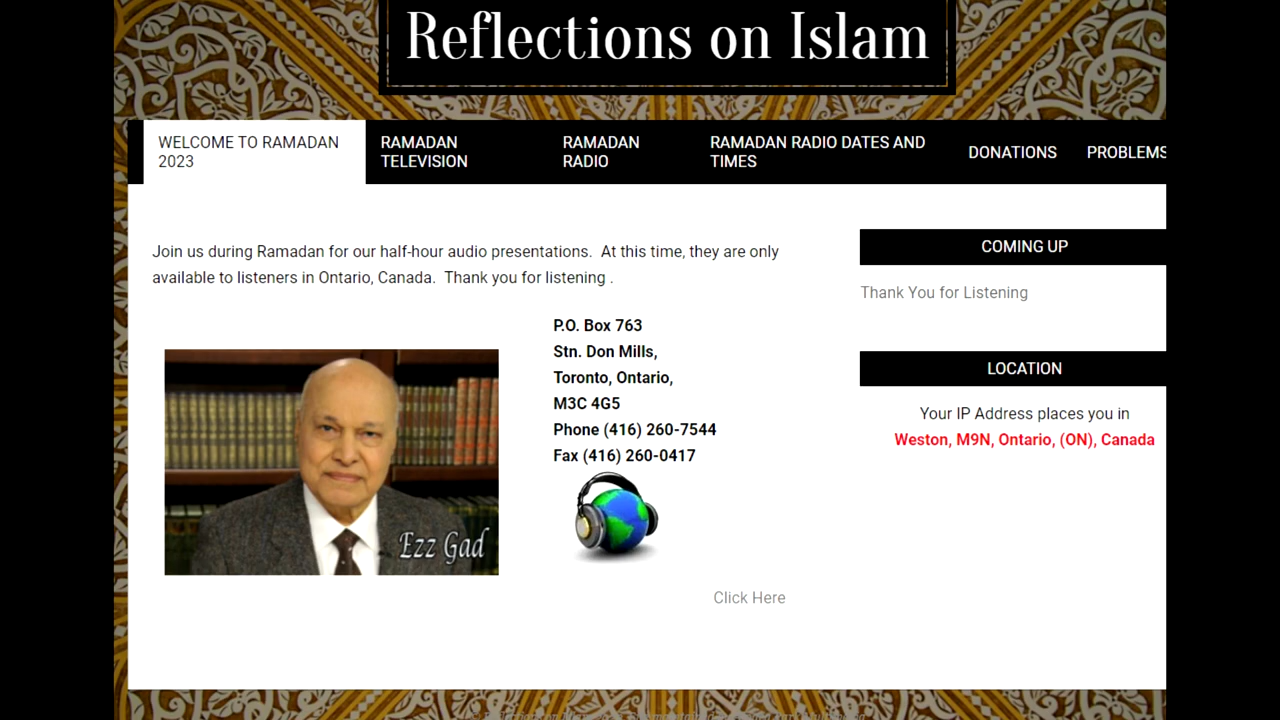 Reflections on Islam
WELCOME TO RAMADAN
2023
RAMADAN
TELEVISION
RAMADAN
RADIO
RAMADAN RADIO DATES AND
TIMES
DONATIONS
PROBLEMS
Join us during Ramadan for our half-hour audio presentations.  At this time, they are only
available to listeners in Ontario, Canada.  Thank you for listening .
P.O. Box 763
Stn. Don Mills,
Toronto, Ontario,
M3C 4G5
Phone (416) 260-7544
Fax (416) 260-0417
Ezz Gad
Click Here
COMING UP
Thank You for Listening
LOCATION
Your IP Address places you in
Weston, M9N, Ontario, (ON), Canada